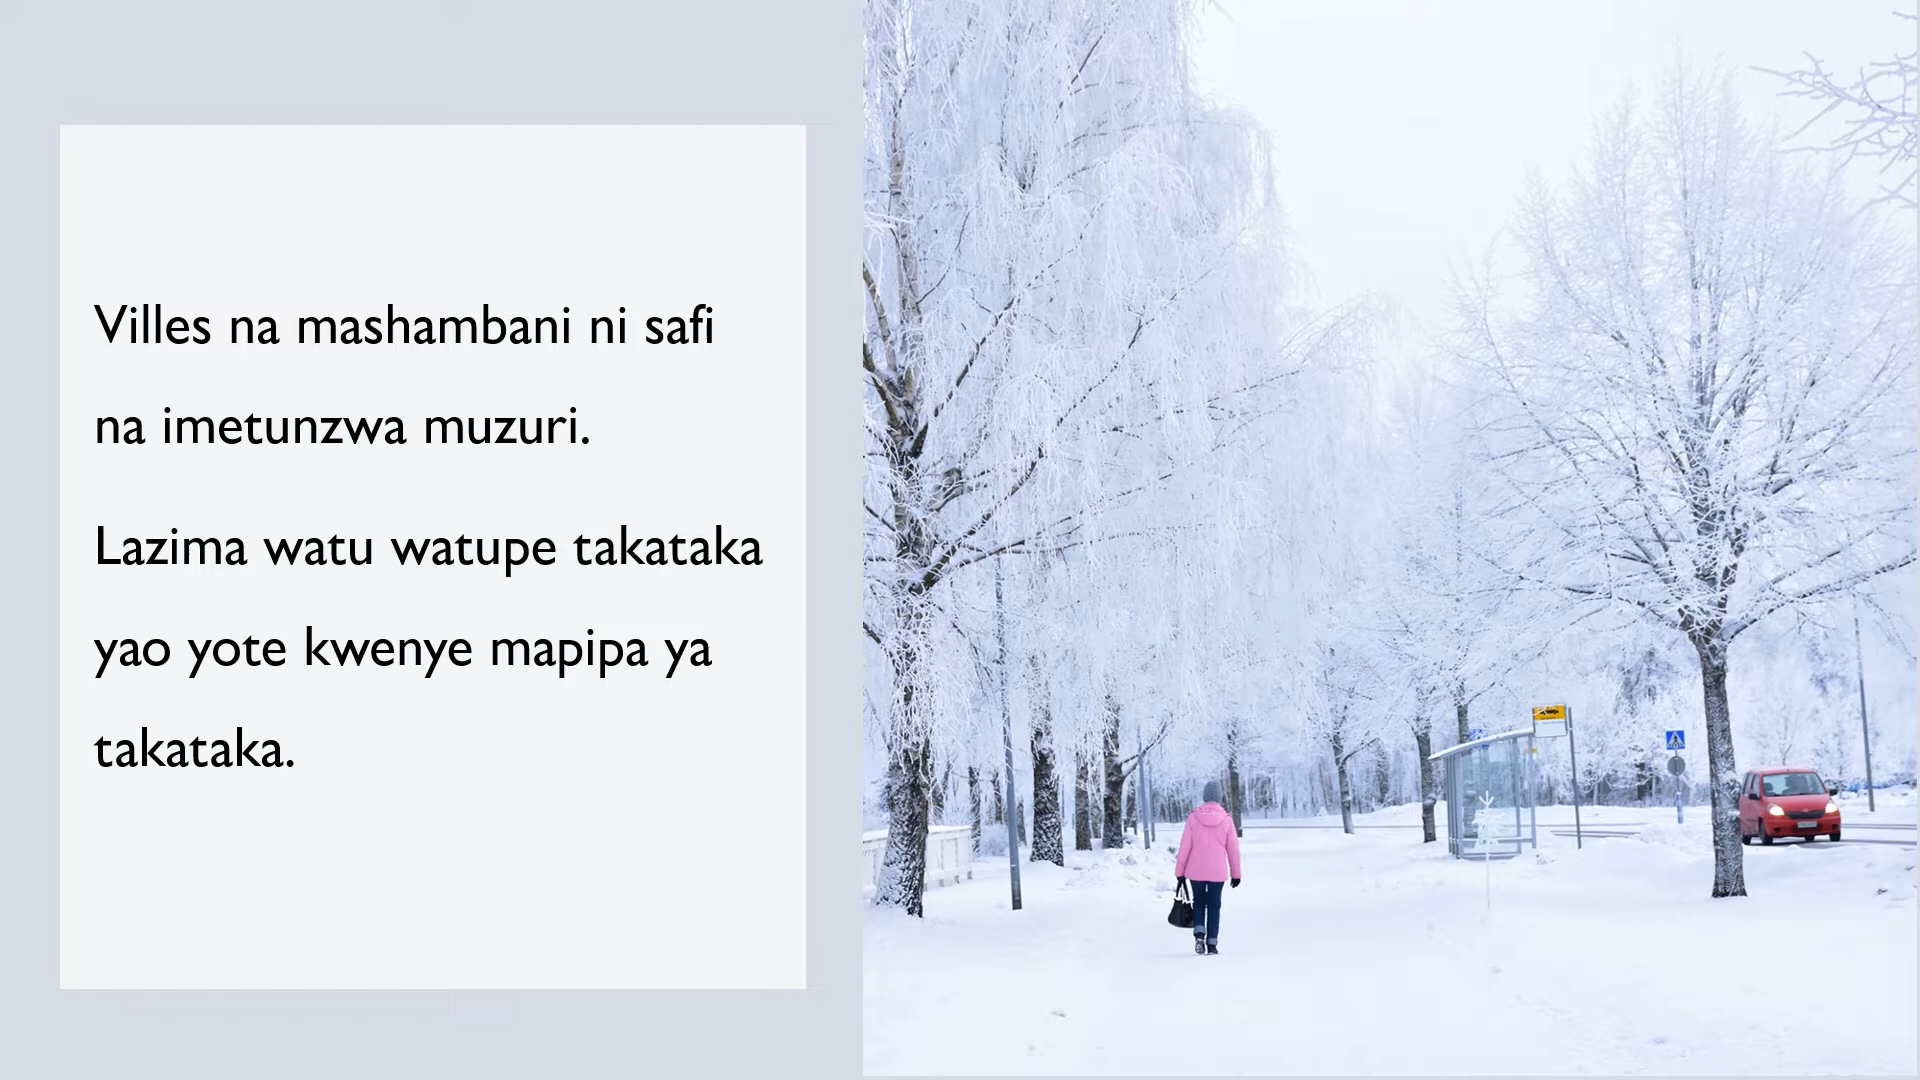 Villes na mashambani ni safi
na imetunzwa muzuri.
Lazima watu watupe takataka
yao yote kwenye mapipa ya
takataka.